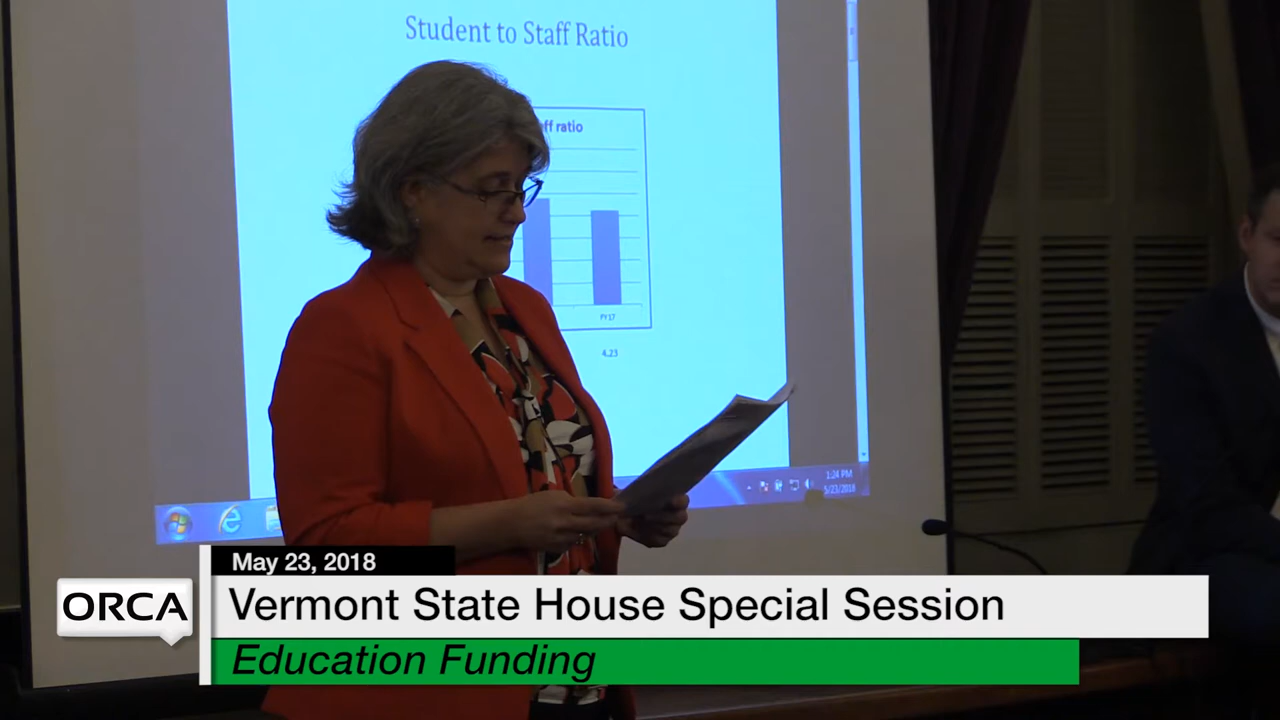 Student to Staff Ratio
ff ratio
FY17
4.23
1:24 PM
5/23/2018
May 23, 2018
ORCA
Vermont State House Special Session
Education Funding